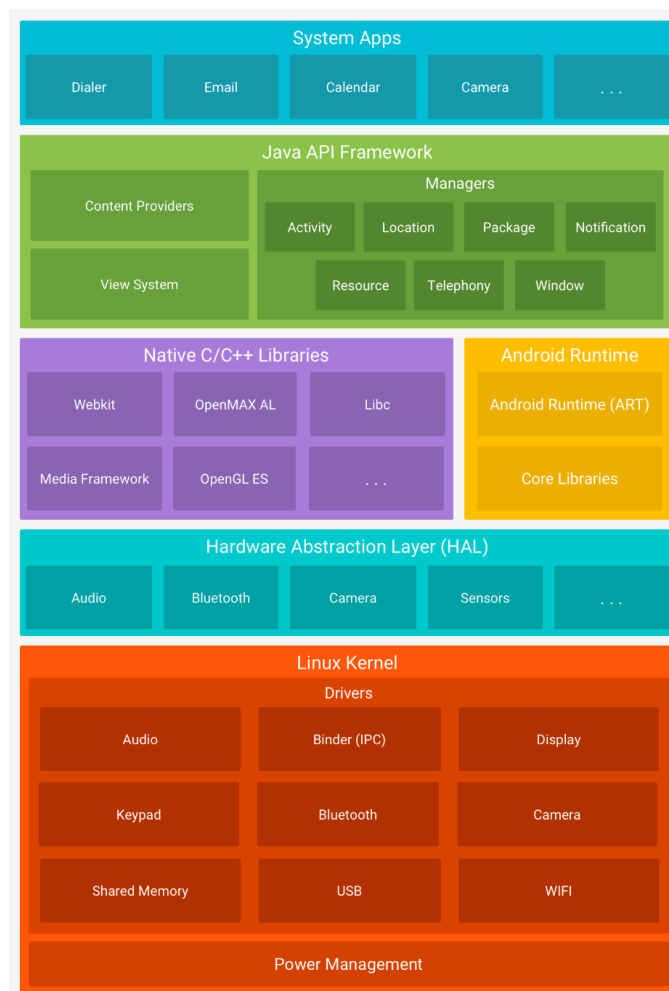 System Apps
Dialer
Email
Calendar
Camera
. . .
Java API Framework
Content Providers
View System
Managers
Activity
Location
Package
Notification
Resource
Telephony
Window
Native C/C++ Libraries
Webkit
OpenMAX AL
Libc
Media Framework
OpenGL ES
. . .
Android Runtime
Android Runtime (ART)
Core Libraries
Hardware Abstraction Layer (HAL)
Audio
Bluetooth
Camera
Sensors
. . .
Linux Kernel
Drivers
Audio
Binder (IPC)
Display
Keypad
Bluetooth
Camera
Shared Memory
USB
WIFI
Power Management